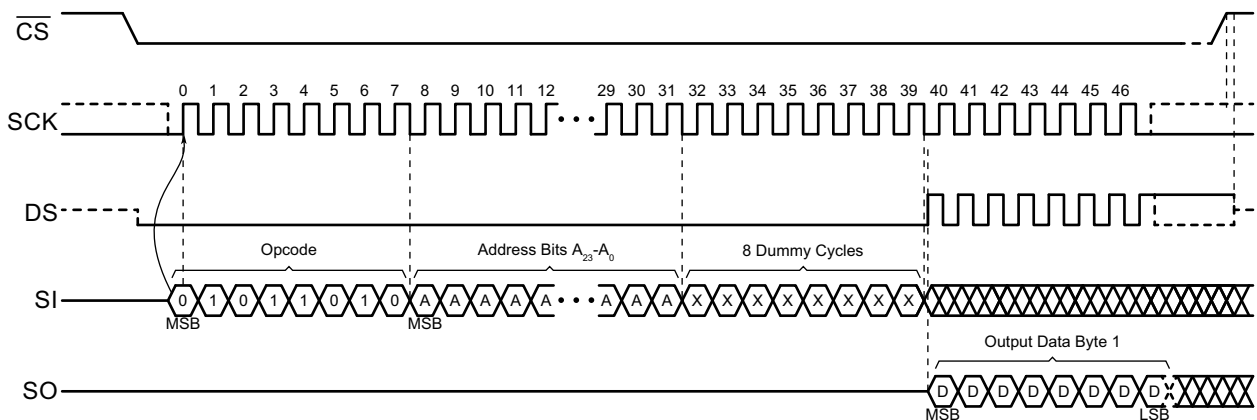 CS
0 1 2 3 4 5 6 7 8 9 10 11 12 29 30 31 32 33 34 35 36 37 38 39 40 41 42 43 44 45 46
SCK
DS
Opcode Address Bits A23-A0 8 Dummy Cycles
SI 0 1 0 1 1 0 1 0 A A A A A A A A X X X X X X X X
MSB MSB
Output Data Byte 1
SO D D D D D D D D
MSB LSB